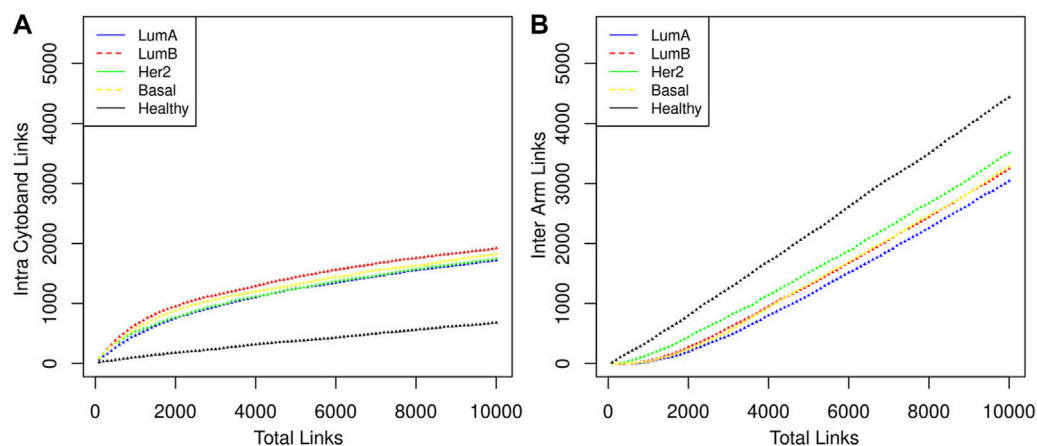 A
LumA
LumB
Her2
Basal
Healthy
Intra Cytoband Links
0
1000
2000
3000
4000
5000
0 2000 4000 6000 8000 10000
Total Links
B
LumA
LumB
Her2
Basal
Healthy
Inter Arm Links
0
1000
2000
3000
4000
5000
0 2000 4000 6000 8000 10000
Total Links